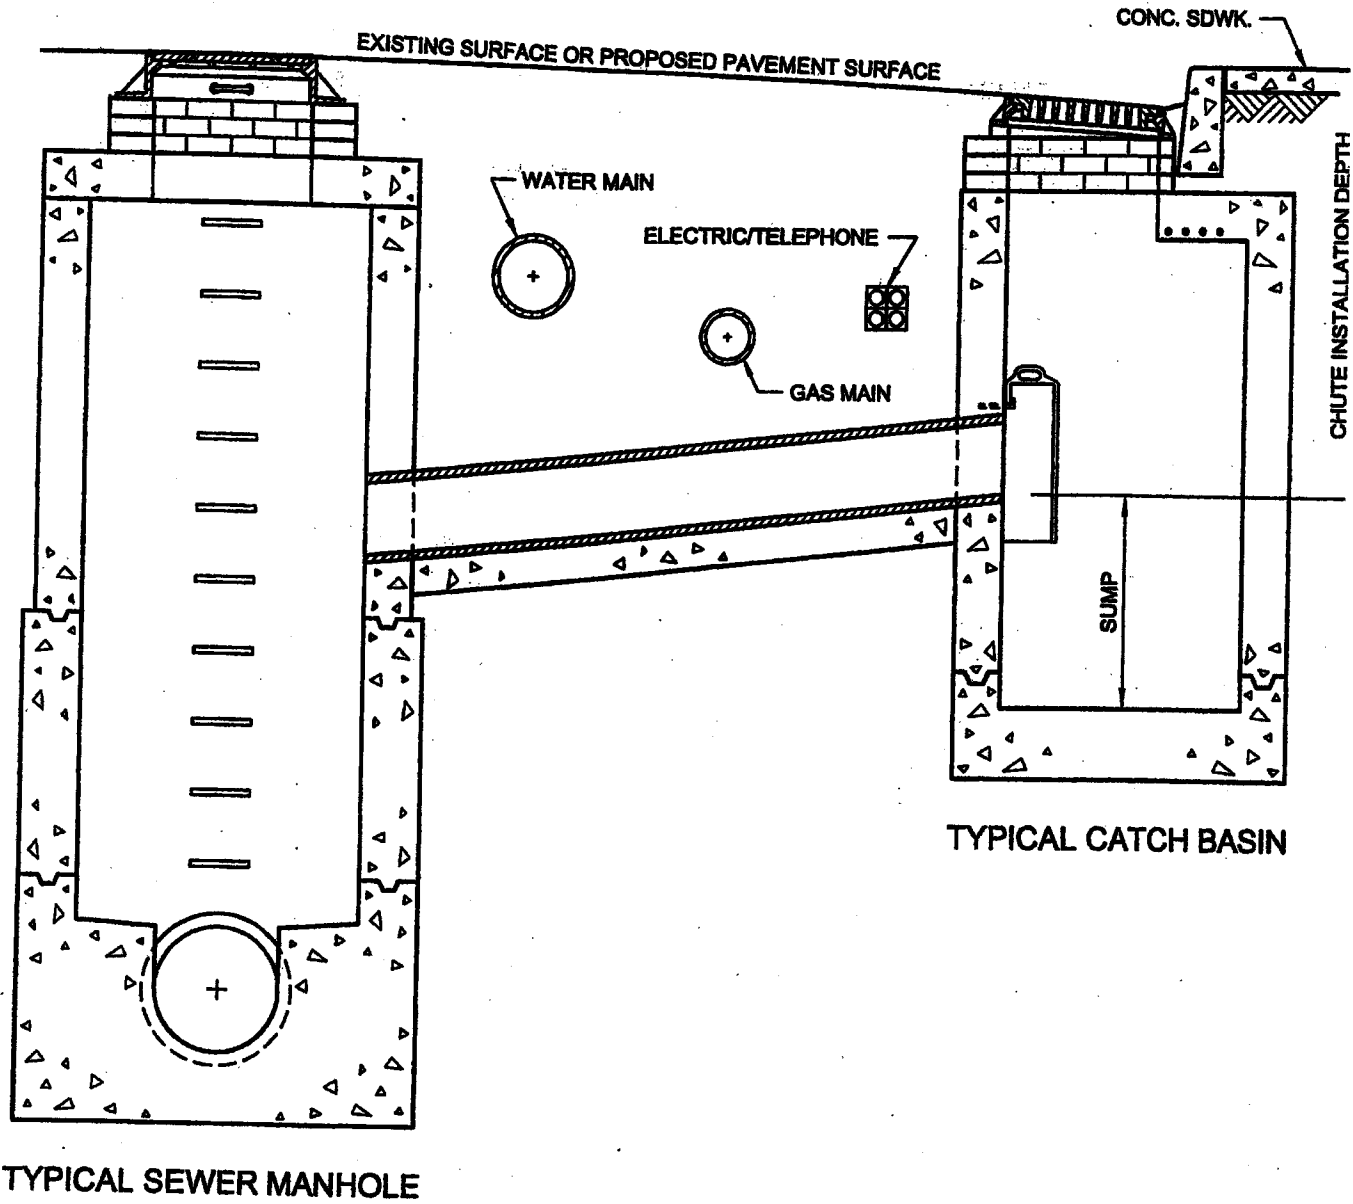 CONC. SDWK.
EXISTING SURFACE OR PROPOSED PAVEMENT SURFACE
WATER MAIN
ELECTRIC/TELEPHONE
GAS MAIN
CHUTE INSTALLATION DEPTH
SUMP
TYPICAL CATCH BASIN
TYPICAL SEWER MANHOLE